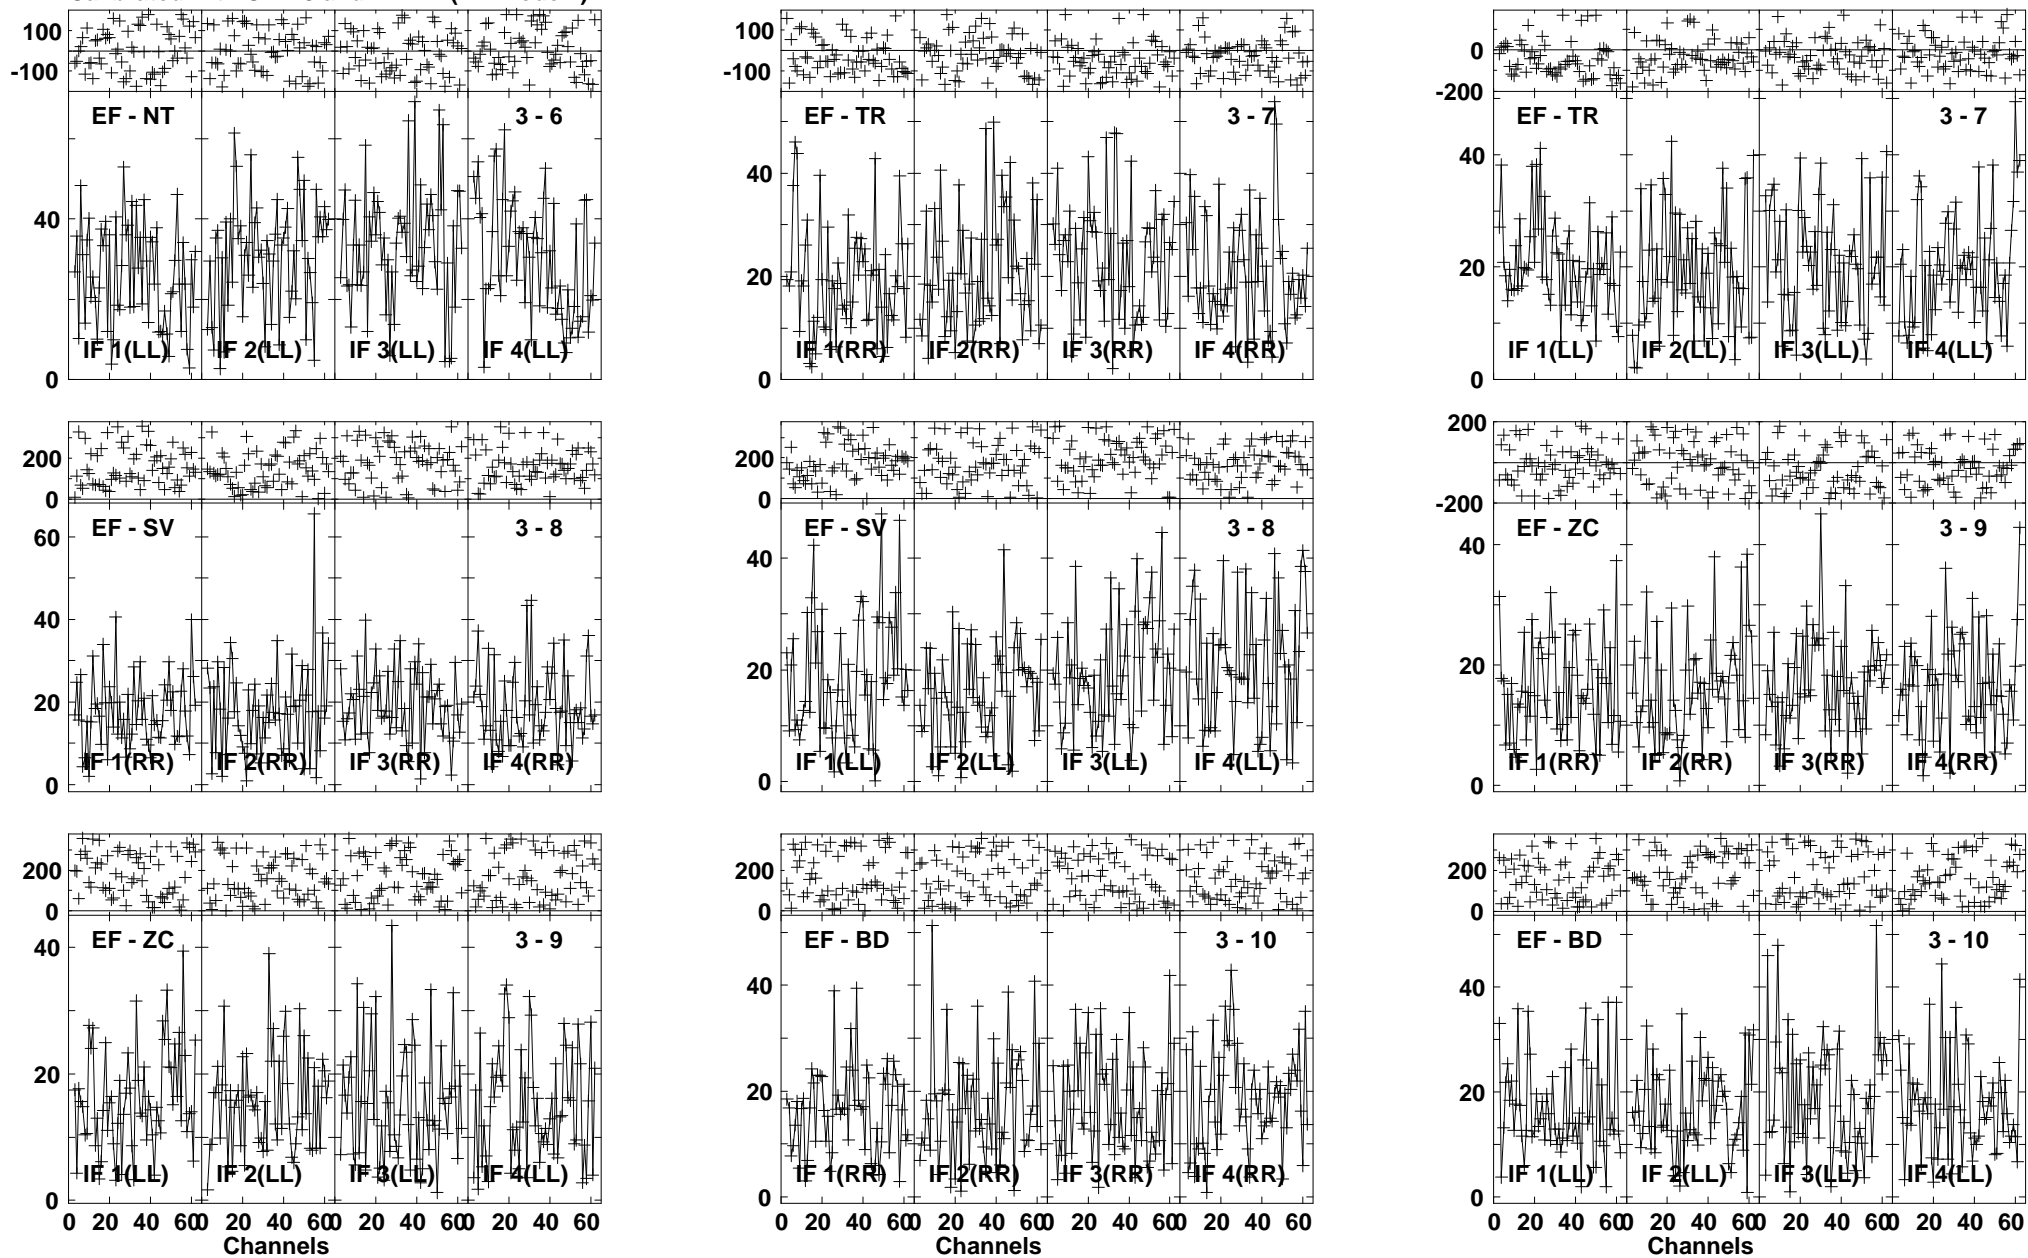 100
-100
EF - NT
3 - 6
40
0
IF 1(LL)
IF 2(LL)
IF 3(LL)
IF 4(LL)
100
-100
EF - TR
3 - 7
40
20
0
IF 1(RR)
IF 2(RR)
IF 3(RR)
IF 4(RR)
0
-200
EF - TR
3 - 7
40
20
0
IF 1(LL)
IF 2(LL)
IF 3(LL)
IF 4(LL)
200
0
EF - SV
3 - 8
60
40
20
0
IF 1(RR)
IF 2(RR)
IF 3(RR)
IF 4(RR)
200
0
EF - SV
3 - 8
40
20
0
IF 1(LL)
IF 2(LL)
IF 3(LL)
IF 4(LL)
200
-200
EF - ZC
3 - 9
40
20
0
IF 1(RR)
IF 2(RR)
IF 3(RR)
IF 4(RR)
200
0
EF - ZC
3 - 9
40
20
0
IF 1(LL)
IF 2(LL)
IF 3(LL)
IF 4(LL)
0 20 40 60 0 20 40 60 0 20 40 60 0 20 40 60
Channels
200
0
EF - BD
3 - 10
40
20
0
IF 1(RR)
IF 2(RR)
IF 3(RR)
IF 4(RR)
0 20 40 60 0 20 40 60 0 20 40 60 0 20 40 60
Channels
200
0
EF - BD
3 - 10
40
20
0
IF 1(LL)
IF 2(LL)
IF 3(LL)
IF 4(LL)
0 20 40 60 0 20 40 60 0 20 40 60 0 20 40 60
Channels